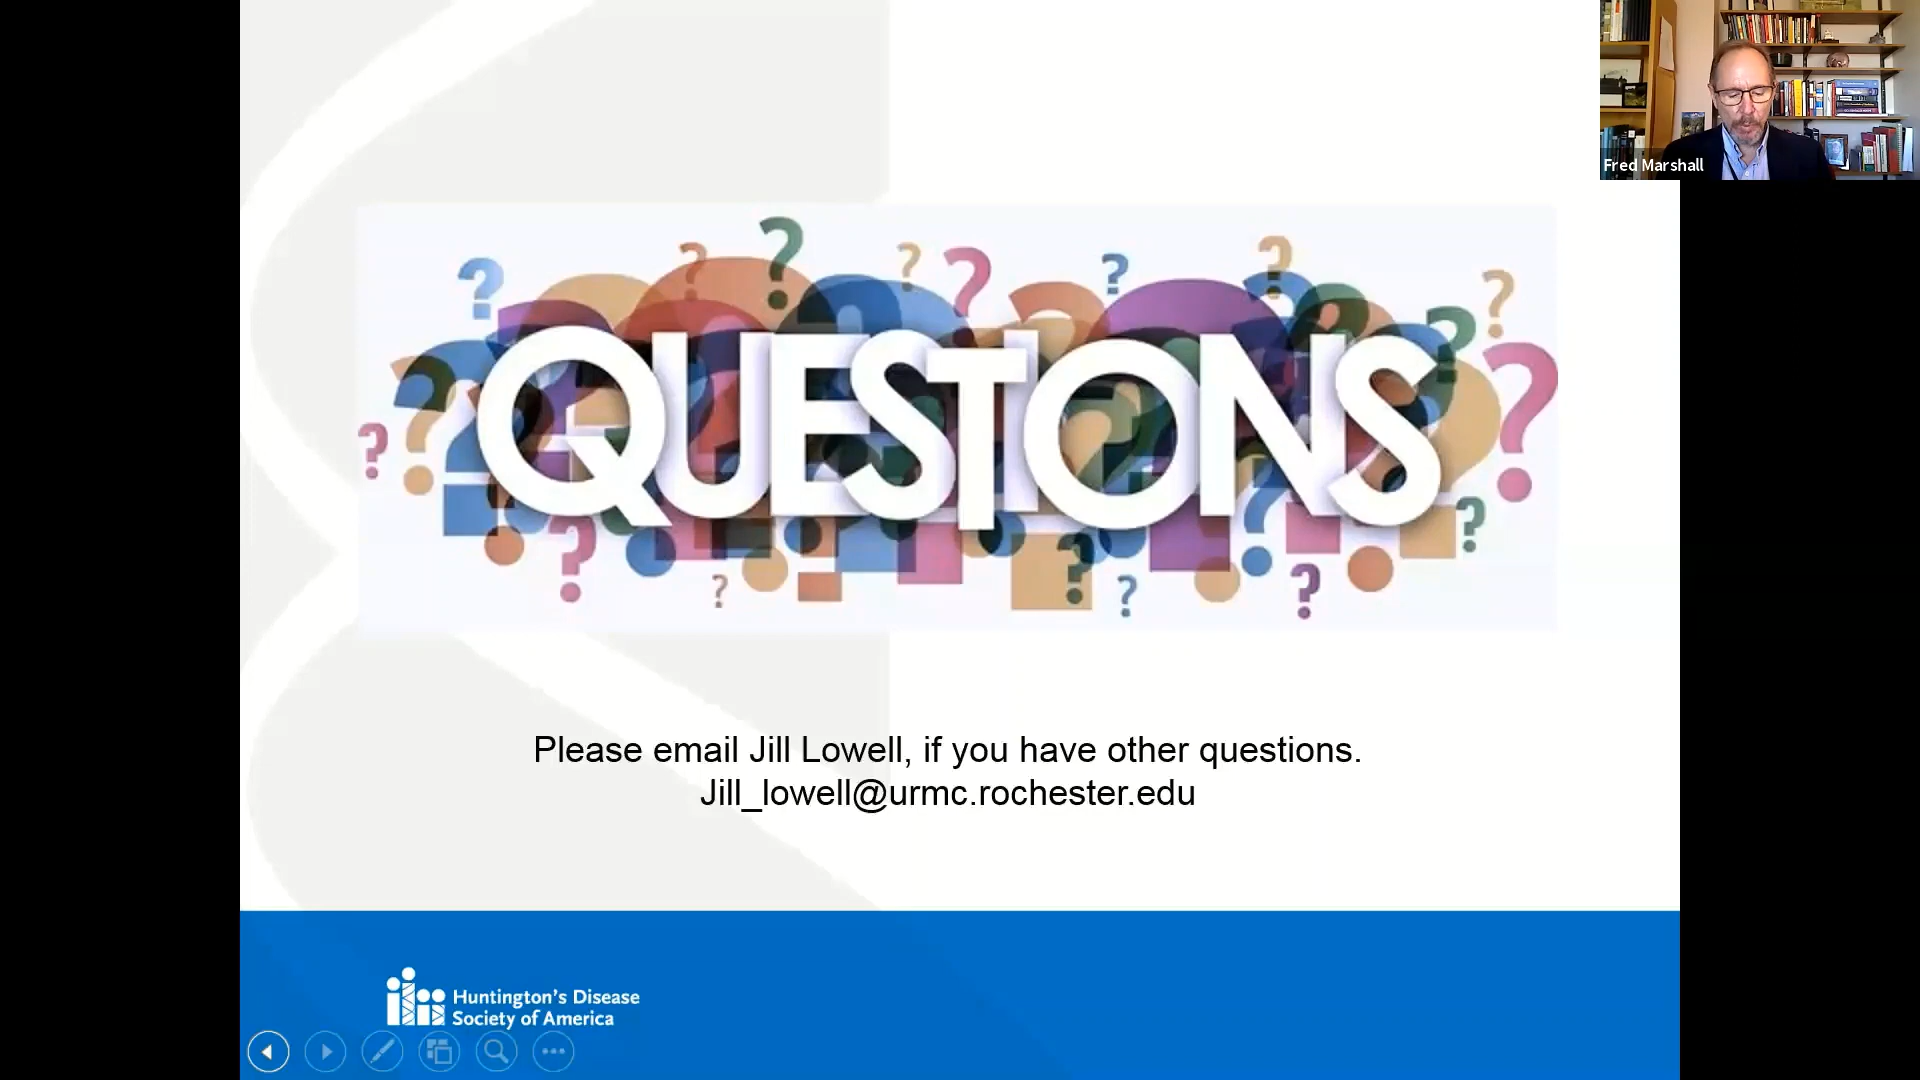 Fred Marshall
QUESTIONS
Please email Jill Lowell, if you have other questions.
Jill_lowell@urmc.rochester.edu
Huntington's Disease
Society of America